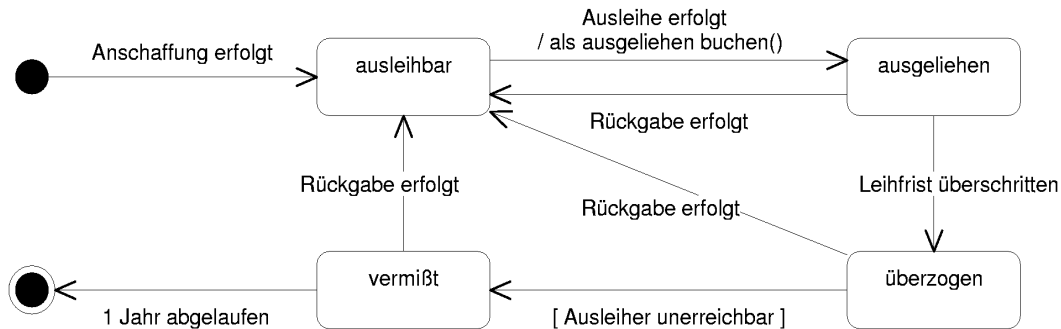 Ausleihe erfolgt
/ als ausgeliehen buchen()
Anschaffung erfolgt
ausleihbar
ausgeliehen
Rückgabe erfolgt
Rückgabe erfolgt
Leihfrist überschritten
Rückgabe erfolgt
vermißt
überzogen
1 Jahr abgelaufen
[ Ausleiher unerreichbar ]